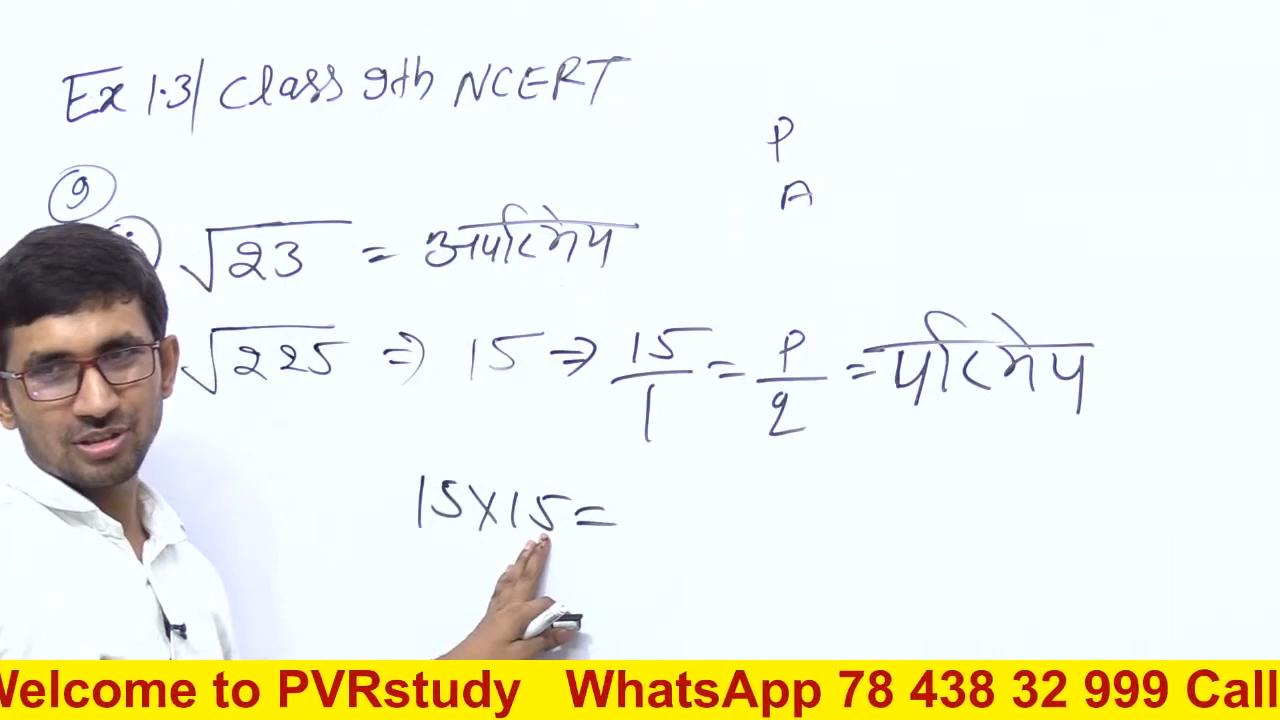 Ex 1.3/ Class 9th NCERT
P
A
9
√23 = अपरिमेय
√225 ⇒ 15 ⇒ 15/1 = P/q = परिमेय
15×15=
Welcome to PVRstudy WhatsApp 78 438 32 999 Call